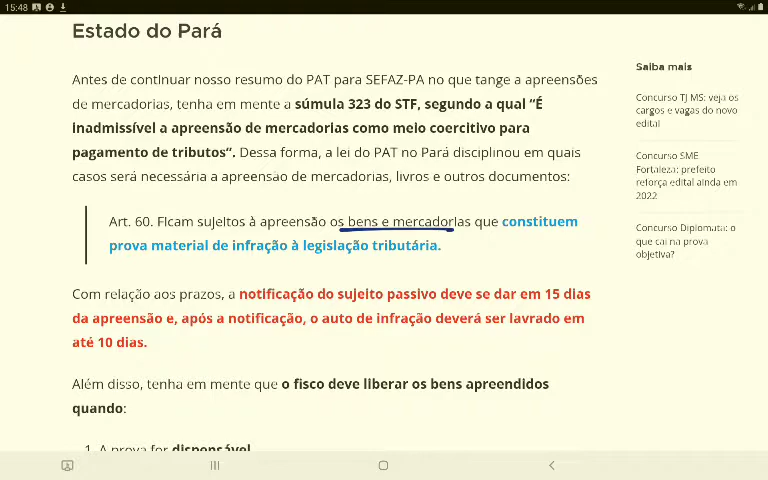 15:48
Estado do Pará
Antes de continuar nosso resumo do PAT para SEFAZ-PA no que tange a apreensões
de mercadorias, tenha em mente a súmula 323 do STF, segundo a qual “É
inadmissível a apreensão de mercadorias como meio coercitivo para
pagamento de tributos”. Dessa forma, a lei do PAT no Pará disciplinou em quais
casos será necessária a apreensão de mercadorias, livros e outros documentos:
Art. 60. Ficam sujeitos à apreensão os bens e mercadorias que constituem
prova material de infração à legislação tributária.
Com relação aos prazos, a notificação do sujeito passivo deve se dar em 15 dias
da apreensão e, após a notificação, o auto de infração deverá ser lavrado em
até 10 dias.
Além disso, tenha em mente que o fisco deve liberar os bens apreendidos
quando:
1. A prova for dispensável
Saiba mais
Concurso TJ MS: veja os
cargos e vagas do novo
edital
Concurso SME
Fortaleza: prefeito
reforça edital ainda em
2022
Concurso Diplomata: o
que cai na prova
objetiva?